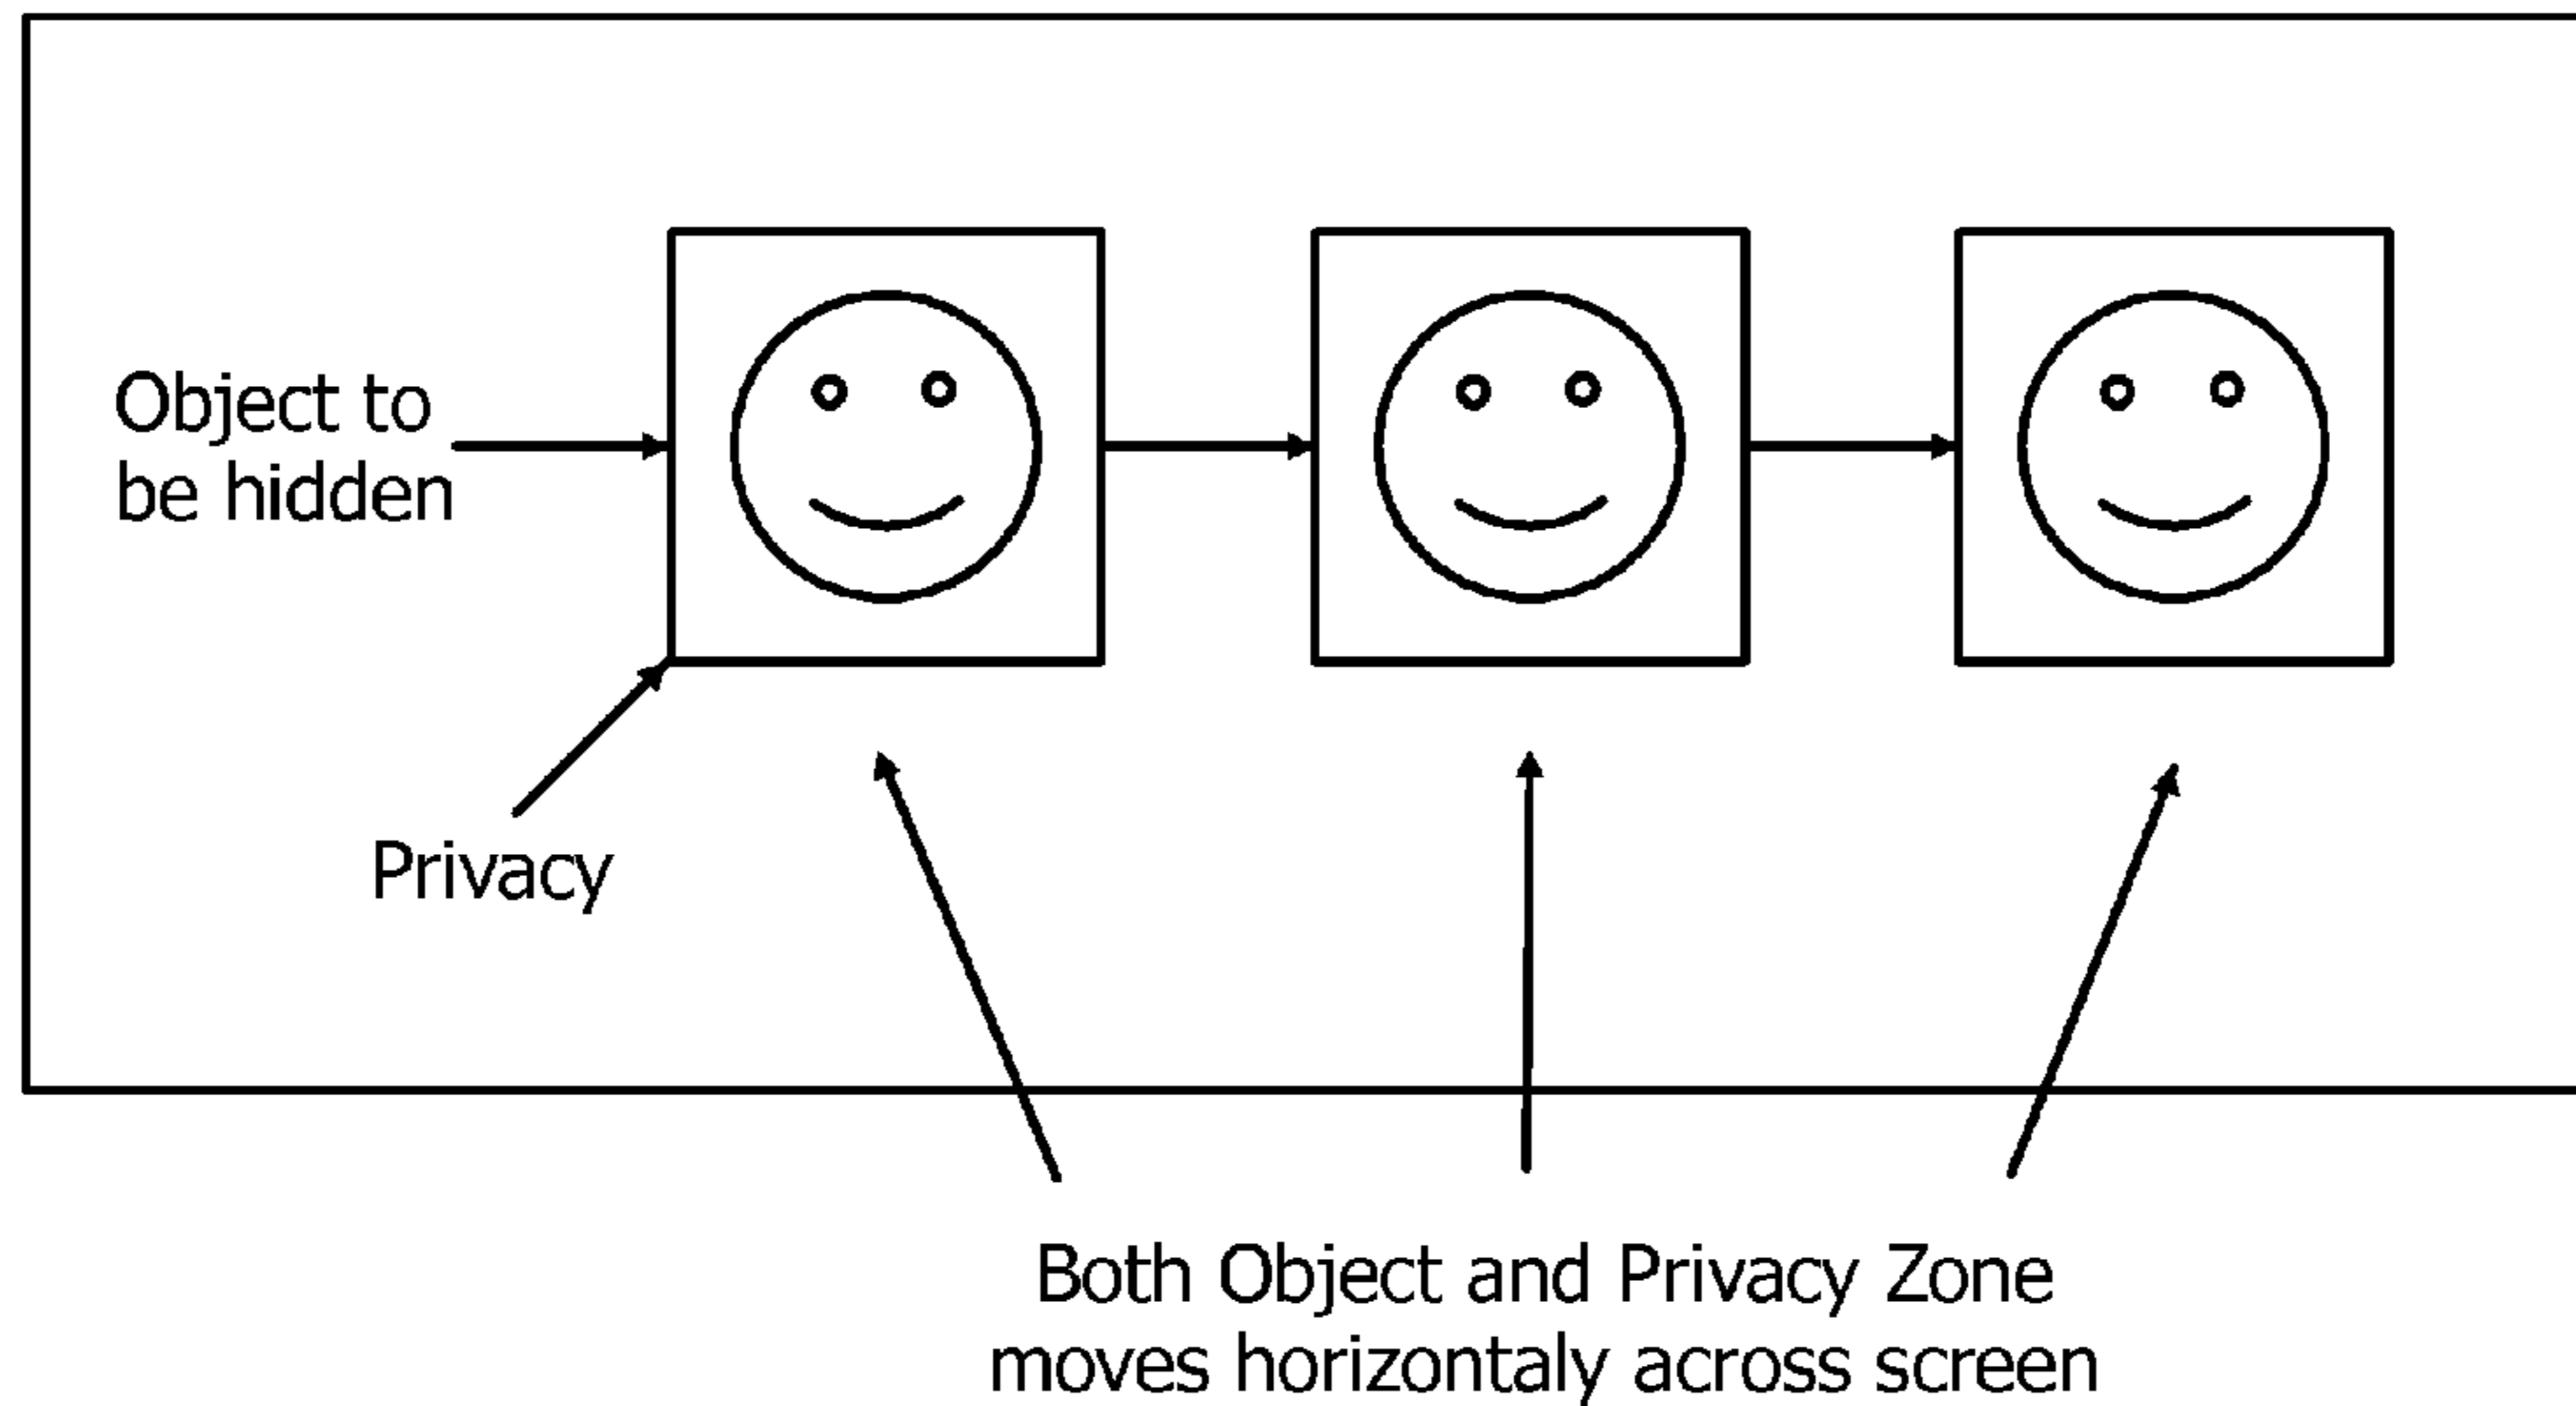 Object to
be hidden
Privacy
Both Object and Privacy Zone
moves horizontaly across screen